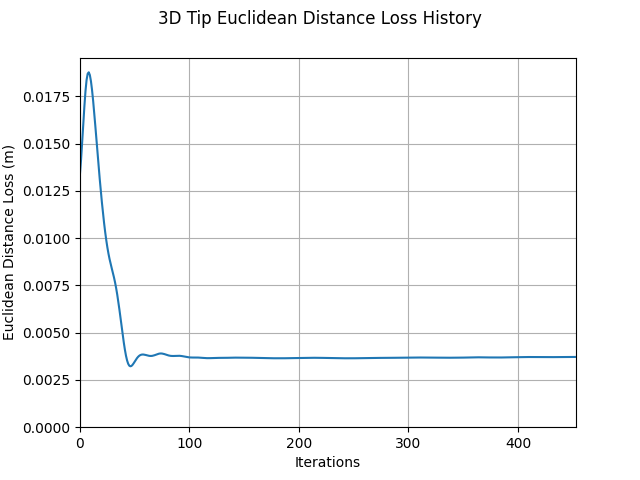 3D Tip Euclidean Distance Loss History
Euclidean Distance Loss (m)
0.0175
0.0150
0.0125
0.0100
0.0075
0.0050
0.0025
0.0000
0 100 200 300 400
Iterations